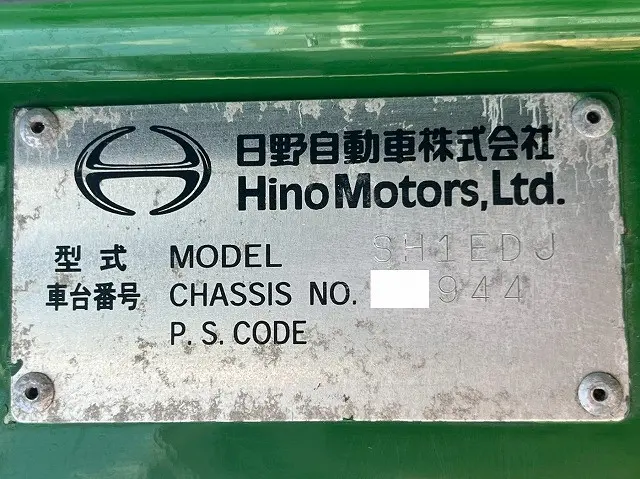 日野自動車株式会社
Hino Motors, Ltd.
型式 MODEL SH1EDJ
車台番号 CHASSIS NO. 944
P. S. CODE